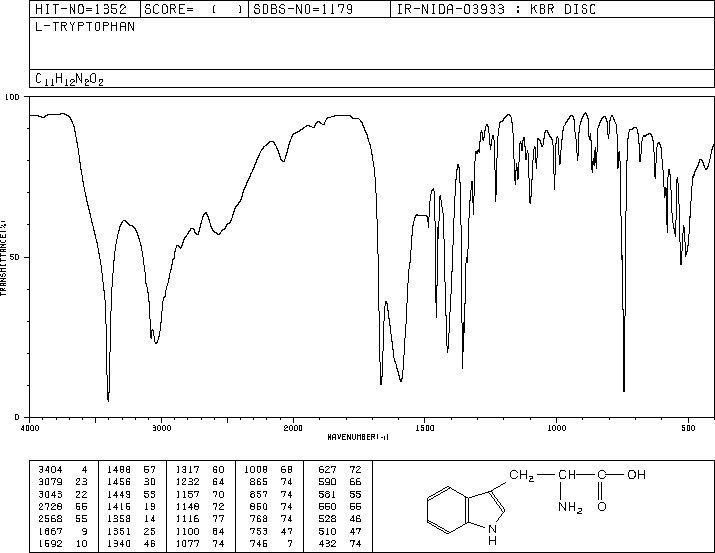 HIT-NO=1352 SCORE= ( ) SDBS-NO=1179 IR-NIDA-03933 : KBR DISC
L-TRYPTOPHAN
C11H12N2O2
100
TRANSMITTANCE(%)
50
0
4000 3000 2000 1500 1000 500
WAVENUMBER(-1)
3404 4 1488 57 1317 60 1008 68 627 72
3079 23 1456 30 1232 64 865 74 590 66
3043 22 1449 55 1157 70 857 74 581 55
2728 55 1416 19 1148 72 850 74 560 55
2568 55 1358 14 1116 77 768 74 528 46
1667 9 1351 25 1100 64 753 47 510 47
1592 10 1340 46 1077 74 746 7 432 74
CH2 CH C OH
NH2 O
N
H